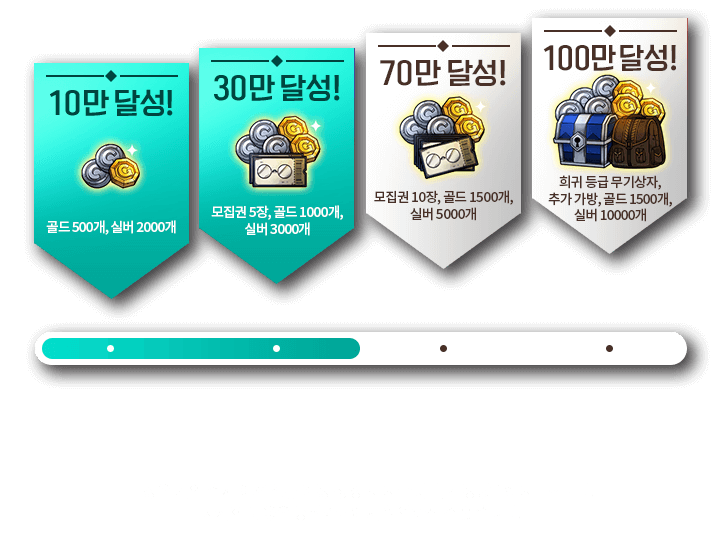 10만 달성!
골드 500개, 실버 2000개
30만 달성!
모집권 5장, 골드 1000개,
실버 3000개
70만 달성!
모집권 10장, 골드 1500개,
실버 5000개
100만 달성!
희귀 등급 무기상자,
추가 가방, 골드 1500개,
실버 10000개